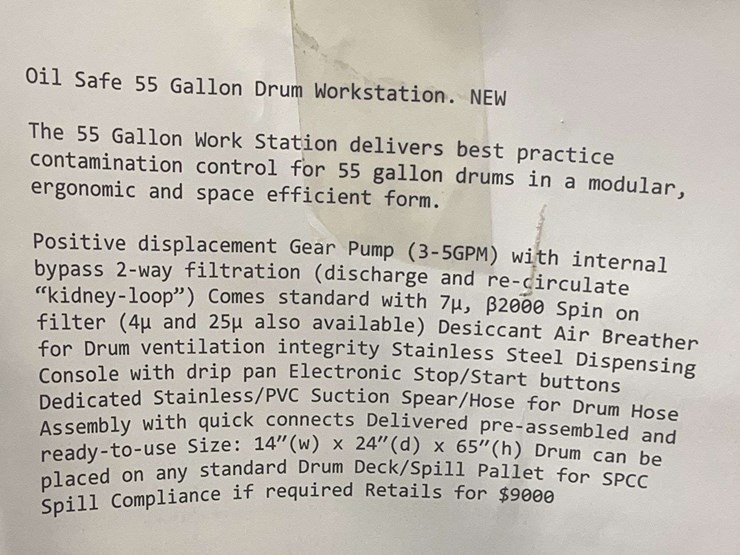 Oil Safe 55 Gallon Drum Workstation. NEW
The 55 Gallon Work Station delivers best practice
contamination control for 55 gallon drums in a modular,
ergonomic and space efficient form.
Positive displacement Gear Pump (3-5GPM) with internal
bypass 2-way filtration (discharge and re-circulate
“kidney-loop”) Comes standard with 7µ, β2000 Spin on
filter (4µ and 25µ also available) Desiccant Air Breather
for Drum ventilation integrity Stainless Steel Dispensing
Console with drip pan Electronic Stop/Start buttons
Dedicated Stainless/PVC Suction Spear/Hose for Drum Hose
Assembly with quick connects Delivered pre-assembled and
ready-to-use Size: 14”(w) x 24”(d) x 65”(h) Drum can be
placed on any standard Drum Deck/Spill Pallet for SPCC
Spill Compliance if required Retails for $9000